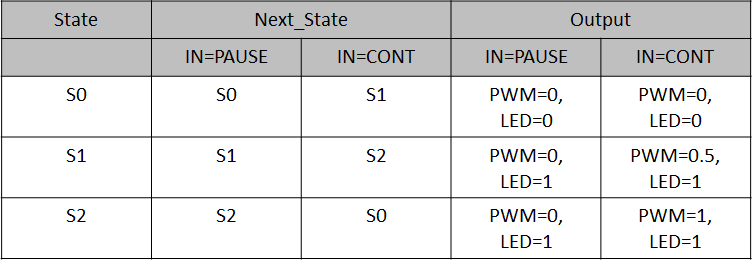 State Next_State Output
IN=PAUSE IN=CONT IN=PAUSE IN=CONT
S0 S0 S1 PWM=0, PWM=0,
LED=0 LED=0
S1 S1 S2 PWM=0, PWM=0.5,
LED=1 LED=1
S2 S2 S0 PWM=0, PWM=1,
LED=1 LED=1